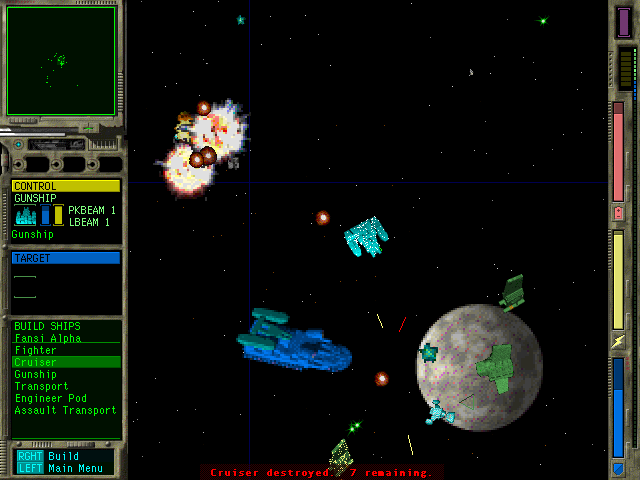 CONTROL
GUNSHIP
PKBEAM 1
LBEAM 1
Gunship
TARGET
BUILD SHIPS
Fansi Alpha
Fighter
Cruiser
Gunship
Transport
Engineer Pod
Assault Transport
RGHT Build
LEFT Main Menu
Cruiser destroyed. 7 remaining.